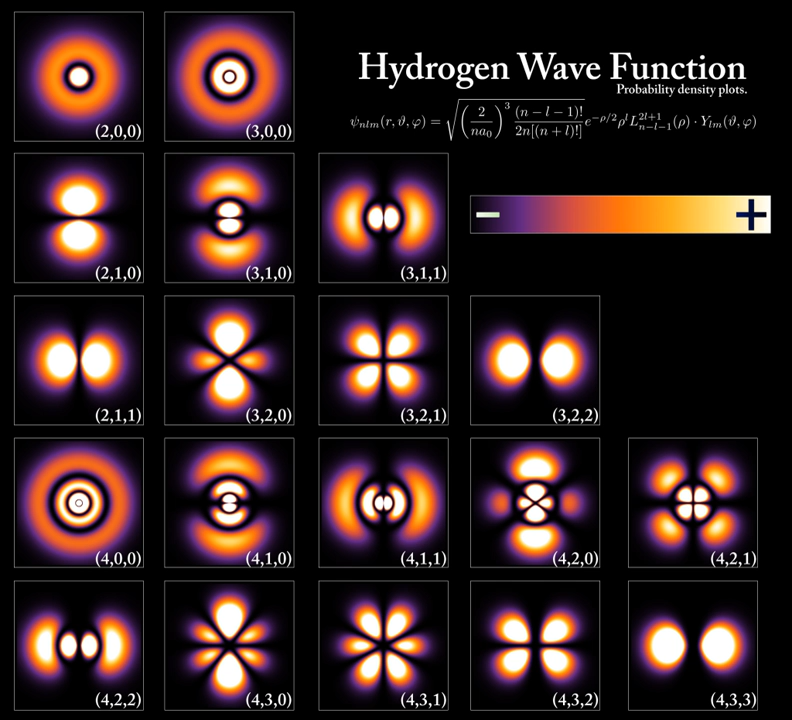 Hydrogen Wave Function
Probability density plots.
ψₙₗₘ(r,ϑ,φ) = √((2/na₀)³ (n−l−1)!/2n[(n+l)!]) e^(−ρ/2) ρ^l L_(n−l−1)^(2l+1)(ρ) · Yₗₘ(ϑ,φ)
− +
(2,0,0) (3,0,0)
(2,1,0) (3,1,0) (3,1,1)
(2,1,1) (3,2,0) (3,2,1) (3,2,2)
(4,0,0) (4,1,0) (4,1,1) (4,2,0) (4,2,1)
(4,2,2) (4,3,0) (4,3,1) (4,3,2) (4,3,3)